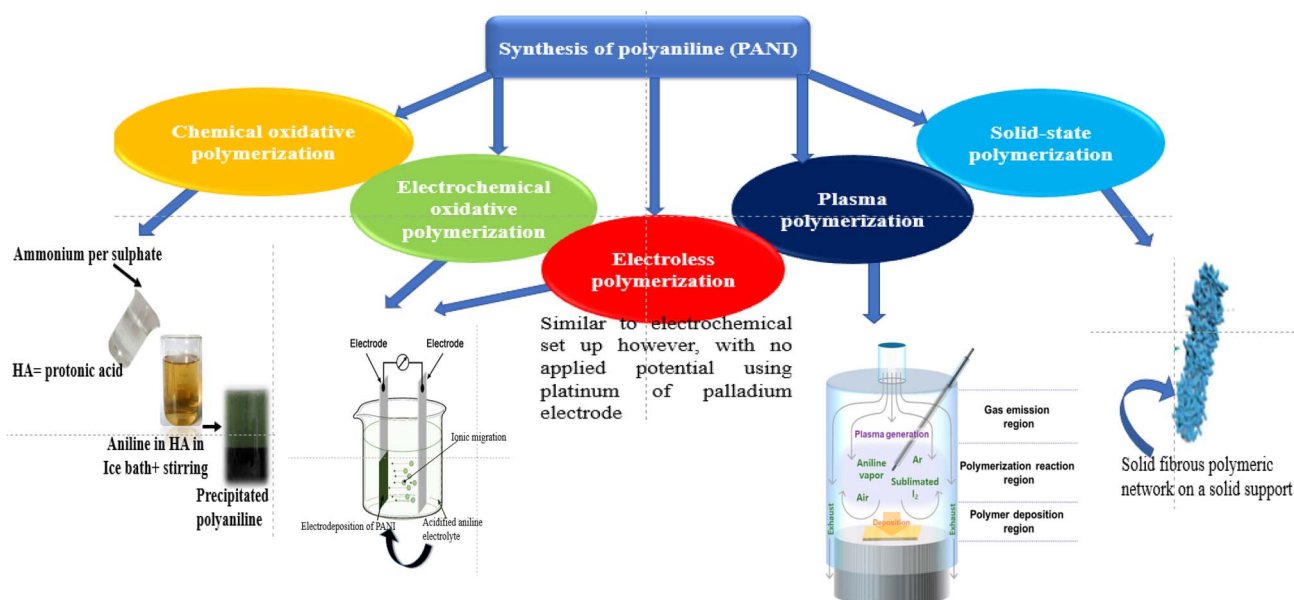 Synthesis of polyaniline (PANI)
Chemical oxidative
polymerization
Electrochemical
oxidative
polymerization
Electroless
polymerization
Plasma
polymerization
Solid-state
polymerization
Ammonium per sulphate
HA= protonic acid
Aniline in HA in
Ice bath+ stirring
Precipitated
polyaniline
Electrode
Electrode
Ionic migration
Electrodeposition of PANI
Acidified aniline
electrolyte
Similar to electrochemical
set up however, with no
applied potential using
platinum of palladium
electrode
Plasma generation
Aniline
vapor
Ar
Sublimated
I2
Air
Exhaust
Deposition
Exhaust
Gas emission
region
Polymerization reaction
region
Polymer deposition
region
Solid fibrous polymeric
network on a solid support